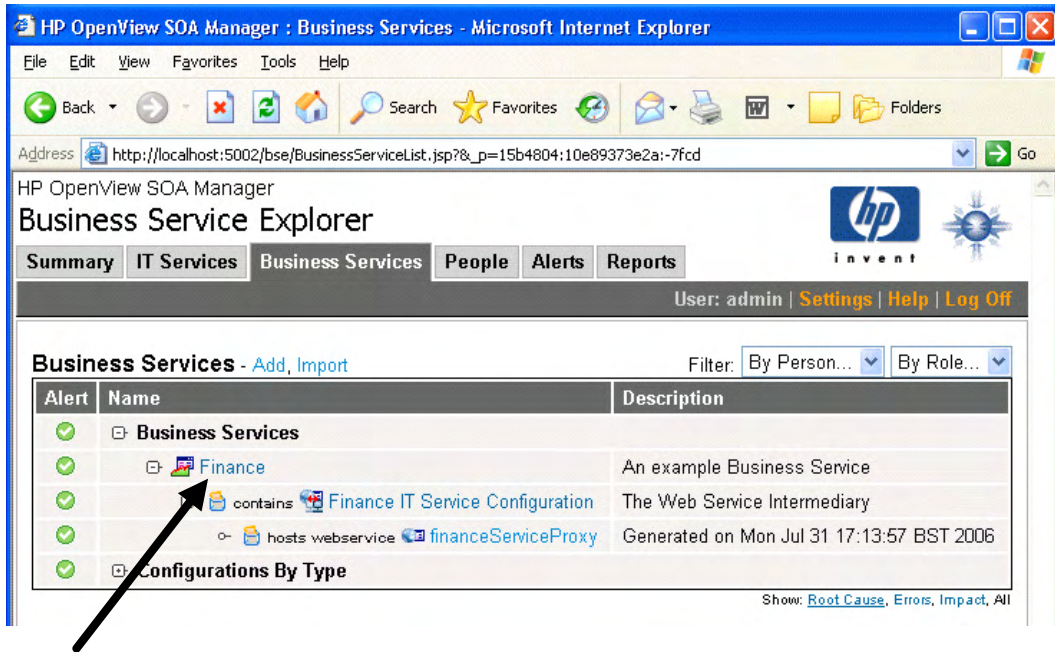 HP OpenView SOA Manager : Business Services - Microsoft Internet Explorer
File Edit View Favorites Tools Help
Back Search Favorites Folders
Address http://localhost:5002/bse/BusinessServiceList.jsp?&_p=15b4804:10e89373e2a:-7fcd Go
HP OpenView SOA Manager
Business Service Explorer
hp
invent
Summary IT Services Business Services People Alerts Reports
User: admin | Settings | Help | Log Off
Business Services - Add, Import Filter: By Person... By Role...
Alert Name Description
Business Services
Finance An example Business Service
contains Finance IT Service Configuration The Web Service Intermediary
hosts webservice financeServiceProxy Generated on Mon Jul 31 17:13:57 BST 2006
Configurations By Type
Show: Root Cause, Errors, Impact, All